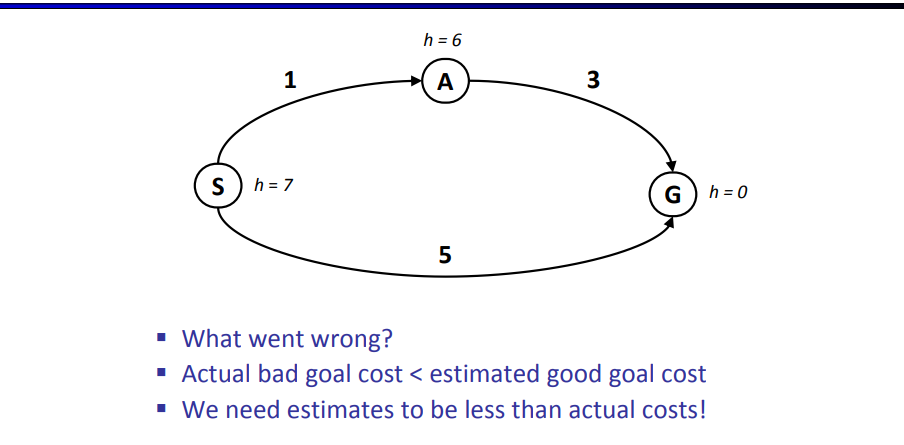 h = 6
1
A
3
S
h = 7
G
h = 0
5
What went wrong?
Actual bad goal cost < estimated good goal cost
We need estimates to be less than actual costs!